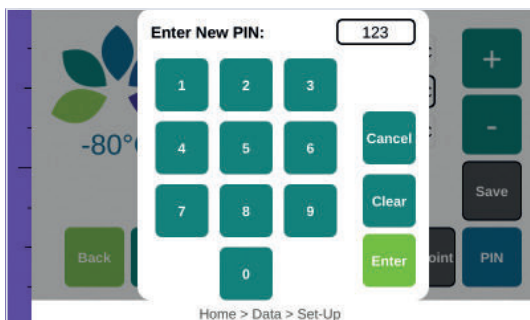 Enter New PIN: 123
1 2 3
+
-80°
4 5 6
Cancel
-
7 8 9
Clear
Save
0
Enter
Back
oint
PIN
Home > Data > Set-Up